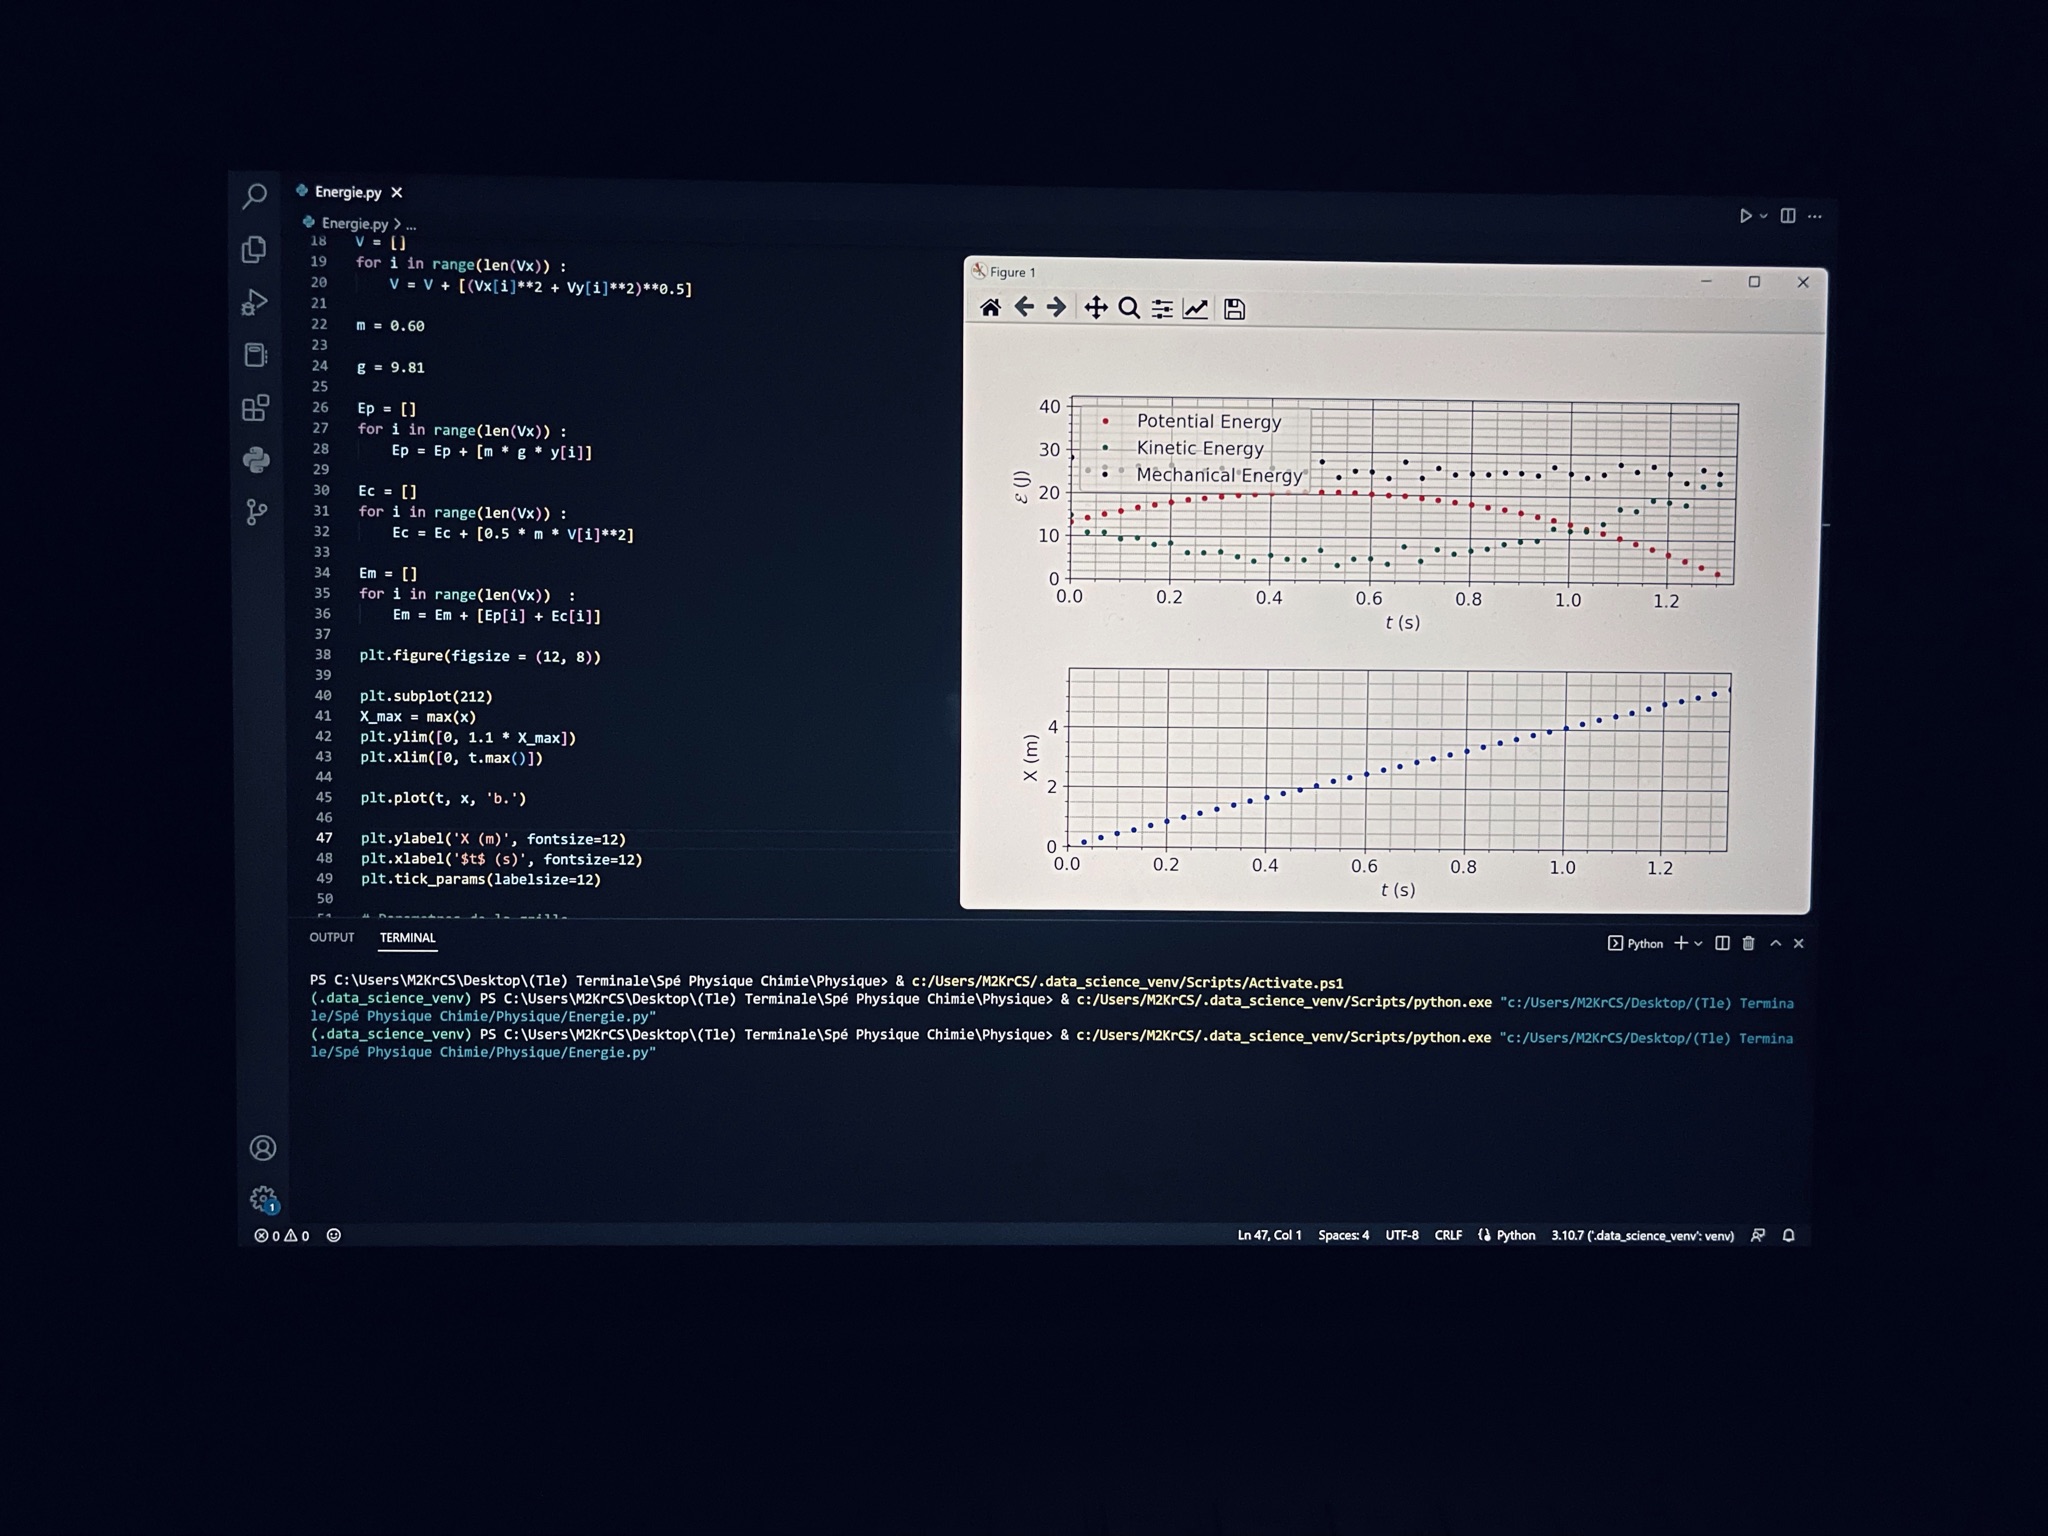 Energie.py
Energie.py > ...
18 V = []
19 for i in range(len(Vx)) :
20 V = V + [(Vx[i]**2 + Vy[i]**2)**0.5]
21
22 m = 0.60
23
24 g = 9.81
25
26 Ep = []
27 for i in range(len(Vx)) :
28 Ep = Ep + [m * g * y[i]]
29
30 Ec = []
31 for i in range(len(Vx)) :
32 Ec = Ec + [0.5 * m * V[i]**2]
33
34 Em = []
35 for i in range(len(Vx))  :
36 Em = Em + [Ep[i] + Ec[i]]
37
38 plt.figure(figsize = (12, 8))
39
40 plt.subplot(212)
41 X_max = max(x)
42 plt.ylim([0, 1.1 * X_max])
43 plt.xlim([0, t.max()])
44
45 plt.plot(t, x, 'b.')
46
47 plt.ylabel('X (m)', fontsize=12)
48 plt.xlabel('$t$ (s)', fontsize=12)
49 plt.tick_params(labelsize=12)
50
Figure 1
Potential Energy
Kinetic Energy
Mechanical Energy
40
30
20
10
0
ℰ (J)
0.0 0.2 0.4 0.6 0.8 1.0 1.2
t (s)
4
2
0
X (m)
0.0 0.2 0.4 0.6 0.8 1.0 1.2
t (s)
OUTPUT TERMINAL
Python
PS C:\Users\M2KrCS\Desktop\(Tle) Terminale\Spé Physique Chimie\Physique> & c:/Users/M2KrCS/.data_science_venv/Scripts/Activate.ps1
(.data_science_venv) PS C:\Users\M2KrCS\Desktop\(Tle) Terminale\Spé Physique Chimie\Physique> & c:/Users/M2KrCS/.data_science_venv/Scripts/python.exe "c:/Users/M2KrCS/Desktop/(Tle) Termina
le/Spé Physique Chimie/Physique/Energie.py"
(.data_science_venv) PS C:\Users\M2KrCS\Desktop\(Tle) Terminale\Spé Physique Chimie\Physique> & c:/Users/M2KrCS/.data_science_venv/Scripts/python.exe "c:/Users/M2KrCS/Desktop/(Tle) Termina
le/Spé Physique Chimie/Physique/Energie.py"
1
0 0 Ln 47, Col 1 Spaces: 4 UTF-8 CRLF Python 3.10.7 ('.data_science_venv': venv)